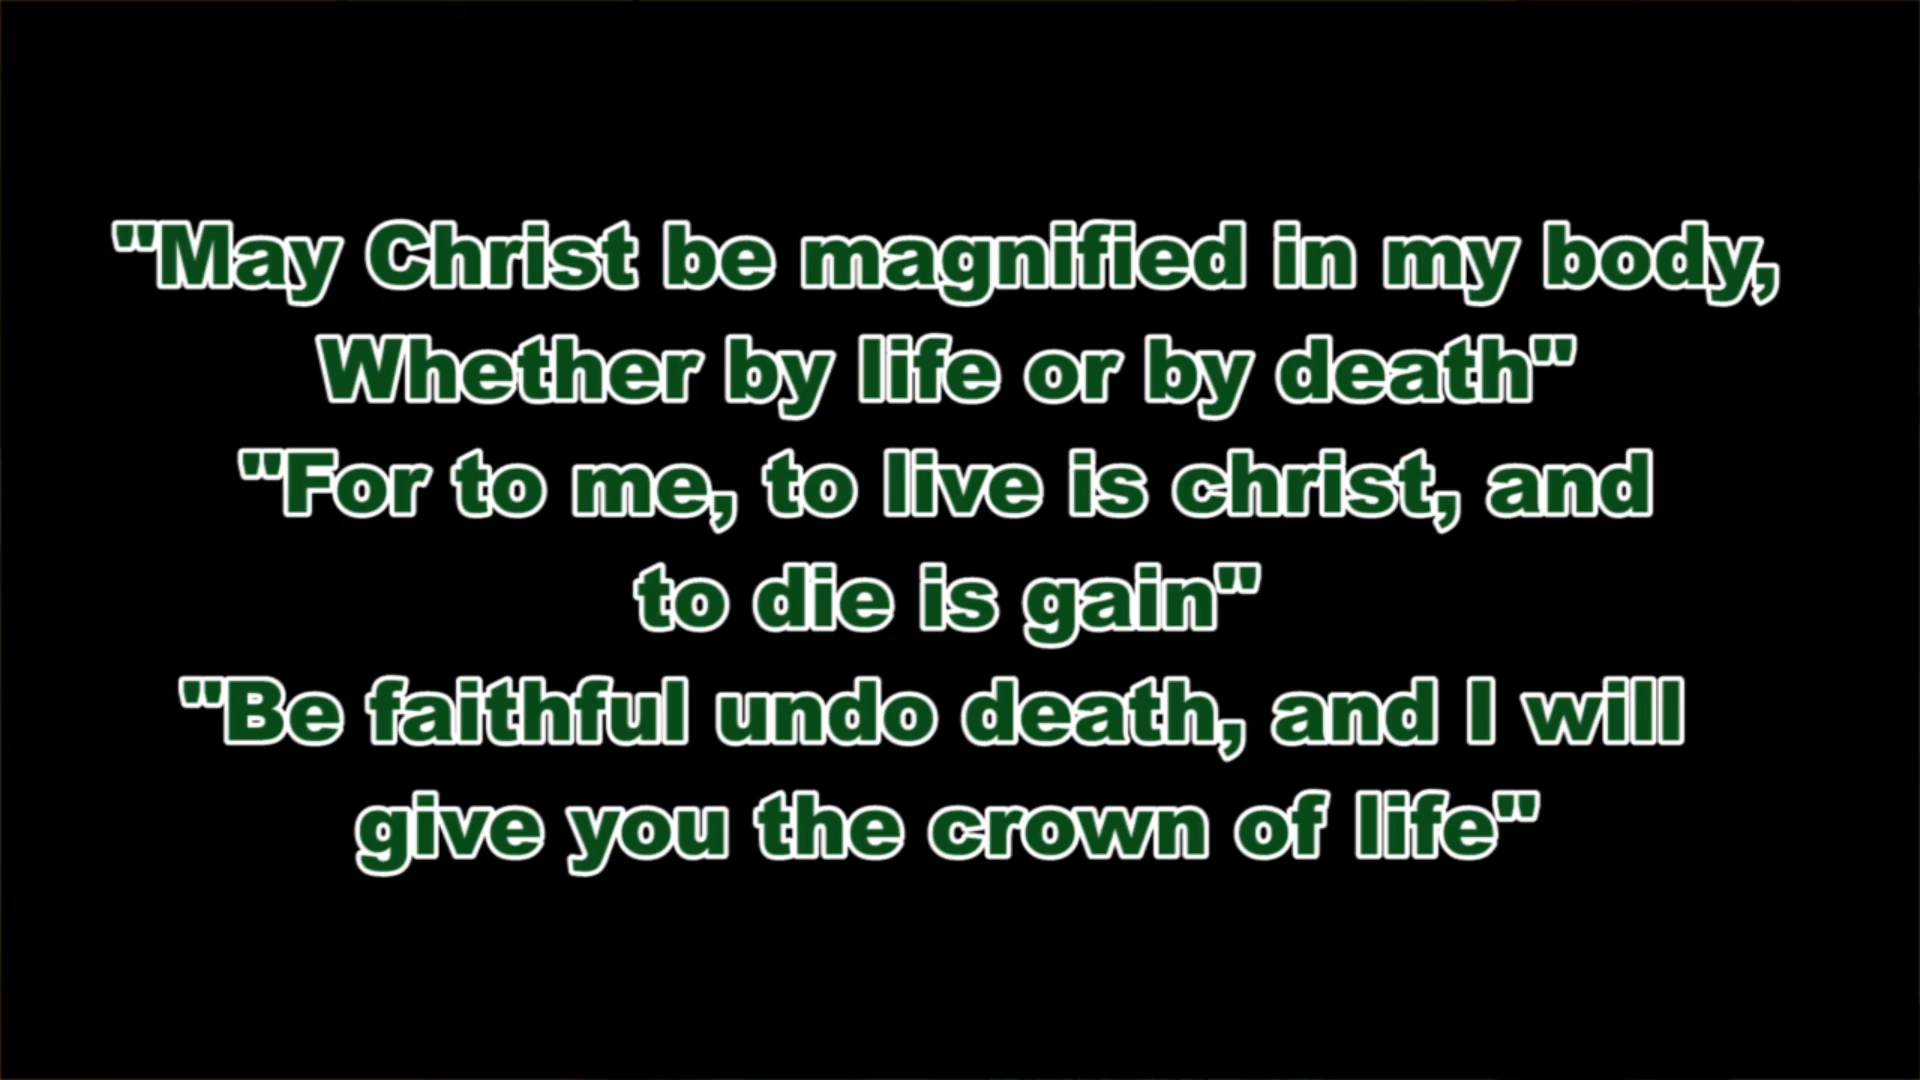 "May Christ be magnified in my body,
Whether by life or by death"
"For to me, to live is christ, and
to die is gain"
"Be faithful undo death, and I will
give you the crown of life"